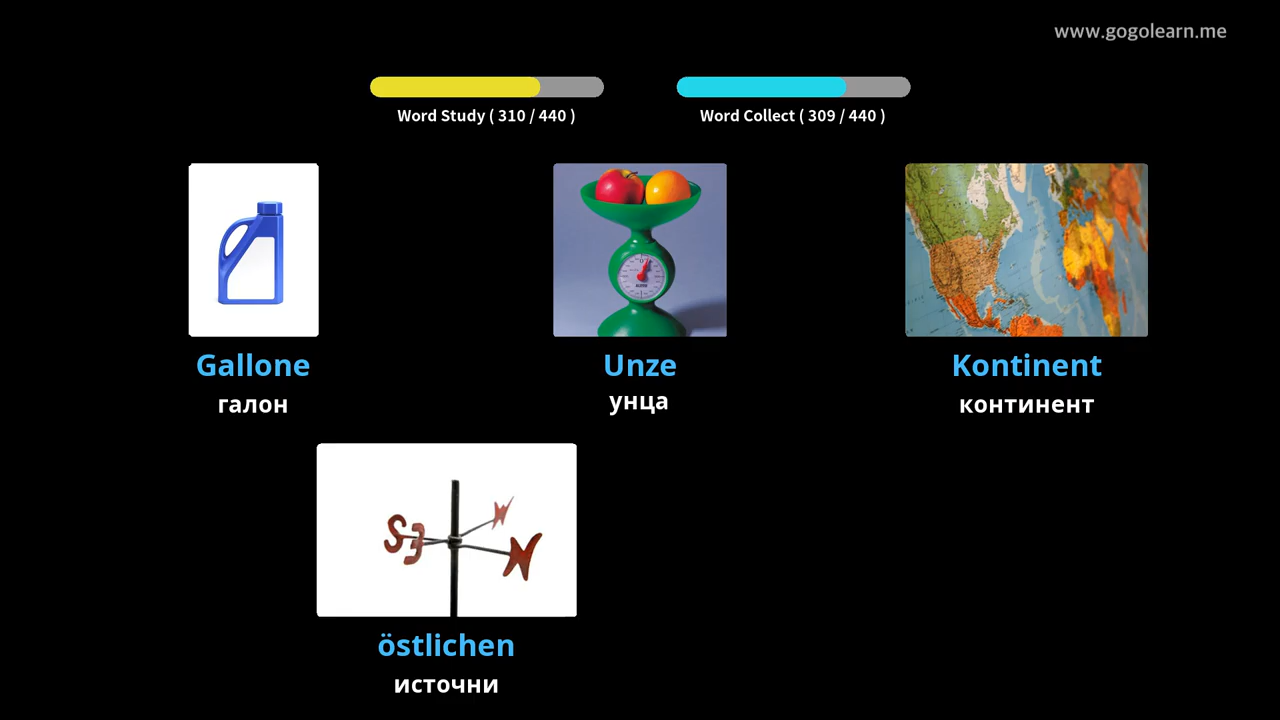 www.gogolearn.me
Word Study ( 310 / 440 )
Word Collect ( 309 / 440 )
Gallone
галон
Unze
унца
Kontinent
континент
östlichen
источни